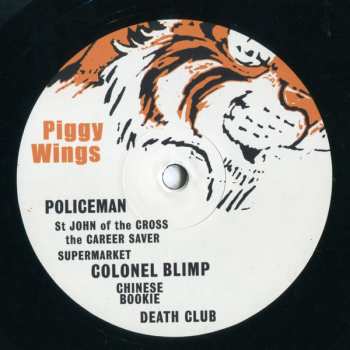 Piggy
Wings
POLICEMAN
St JOHN of the CROSS
the CAREER SAVER
SUPERMARKET
COLONEL BLIMP
CHINESE
BOOKIE
DEATH CLUB